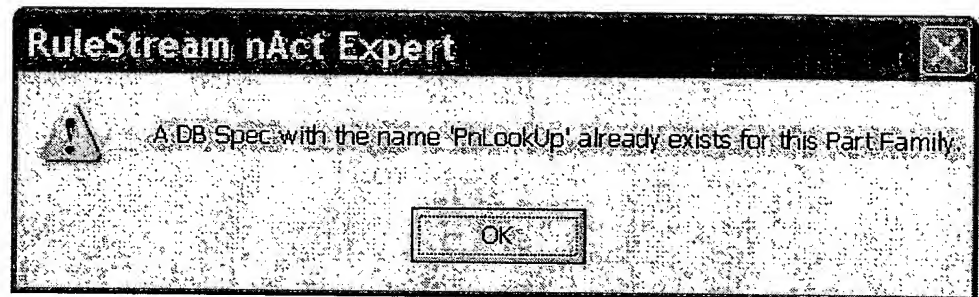 RuleStream nAct Expert
A DB Spec with the name 'PnLookUp' already exists for this Part Family.
OK